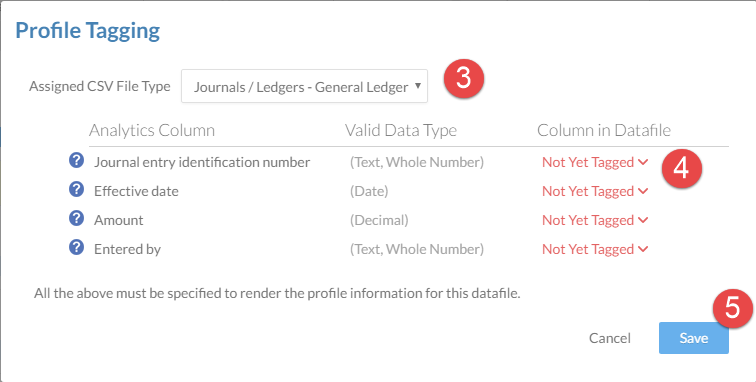 Profile Tagging
Assigned CSV File Type Journals / Ledgers - General Ledger 3
Analytics Column Valid Data Type Column in Datafile
? Journal entry identification number (Text, Whole Number) Not Yet Tagged 4
? Effective date (Date) Not Yet Tagged
? Amount (Decimal) Not Yet Tagged
? Entered by (Text, Whole Number) Not Yet Tagged
All the above must be specified to render the profile information for this datafile.
5
Cancel Save